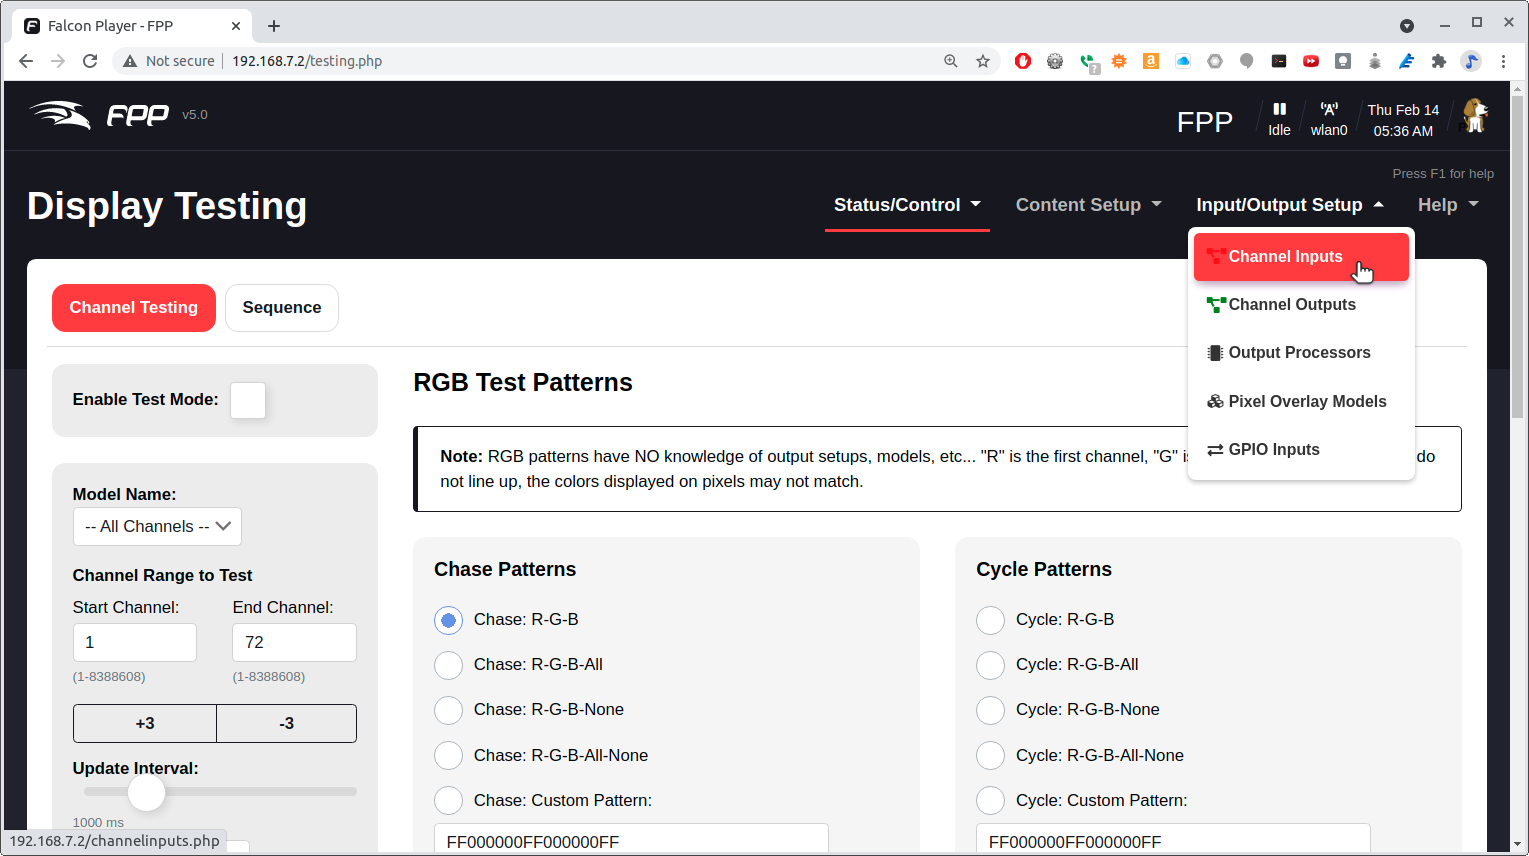 Falcon Player - FPP
Not secure
192.168.7.2/testing.php
FPP
v5.0
FPP
Idle
wlan0
Thu Feb 14
05:36 AM
Press F1 for help
Display Testing
Status/Control
Content Setup
Input/Output Setup
Help
Channel Inputs
Channel Outputs
Output Processors
Pixel Overlay Models
GPIO Inputs
Channel Testing
Sequence
Enable Test Mode:
RGB Test Patterns
Note: RGB patterns have NO knowledge of output setups, models, etc... "R" is the first channel, "G" do
not line up, the colors displayed on pixels may not match.
Model Name:
-- All Channels --
Channel Range to Test
Start Channel:
End Channel:
1
72
(1-8388608)
(1-8388608)
+3
-3
Update Interval:
1000 ms
Chase Patterns
Chase: R-G-B
Chase: R-G-B-All
Chase: R-G-B-None
Chase: R-G-B-All-None
Chase: Custom Pattern:
FF000000FF000000FF
Cycle Patterns
Cycle: R-G-B
Cycle: R-G-B-All
Cycle: R-G-B-None
Cycle: R-G-B-All-None
Cycle: Custom Pattern:
FF000000FF000000FF
192.168.7.2/channelinputs.php